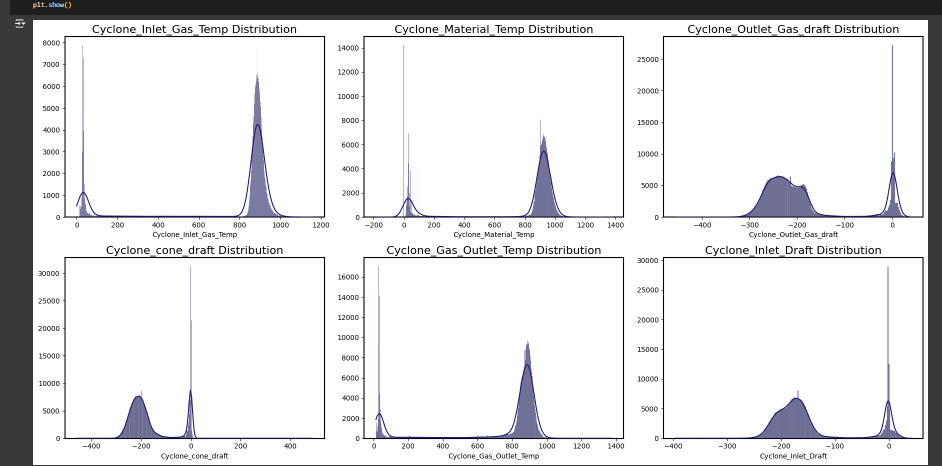 plt.show()
Cyclone_Inlet_Gas_Temp Distribution
8000
7000
6000
5000
4000
3000
2000
1000
0
0 200 400 600 800 1000 1200
Cyclone_Inlet_Gas_Temp
Cyclone_Material_Temp Distribution
14000
12000
10000
8000
6000
4000
2000
0
−200 0 200 400 600 800 1000 1200 1400
Cyclone_Material_Temp
Cyclone_Outlet_Gas_draft Distribution
25000
20000
15000
10000
5000
0
−400 −300 −200 −100 0
Cyclone_Outlet_Gas_draft
Cyclone_cone_draft Distribution
30000
25000
20000
15000
10000
5000
0
−400 −200 0 200 400
Cyclone_cone_draft
Cyclone_Gas_Outlet_Temp Distribution
16000
14000
12000
10000
8000
6000
4000
2000
0
0 200 400 600 800 1000 1200 1400
Cyclone_Gas_Outlet_Temp
Cyclone_Inlet_Draft Distribution
30000
25000
20000
15000
10000
5000
0
−400 −300 −200 −100 0
Cyclone_Inlet_Draft